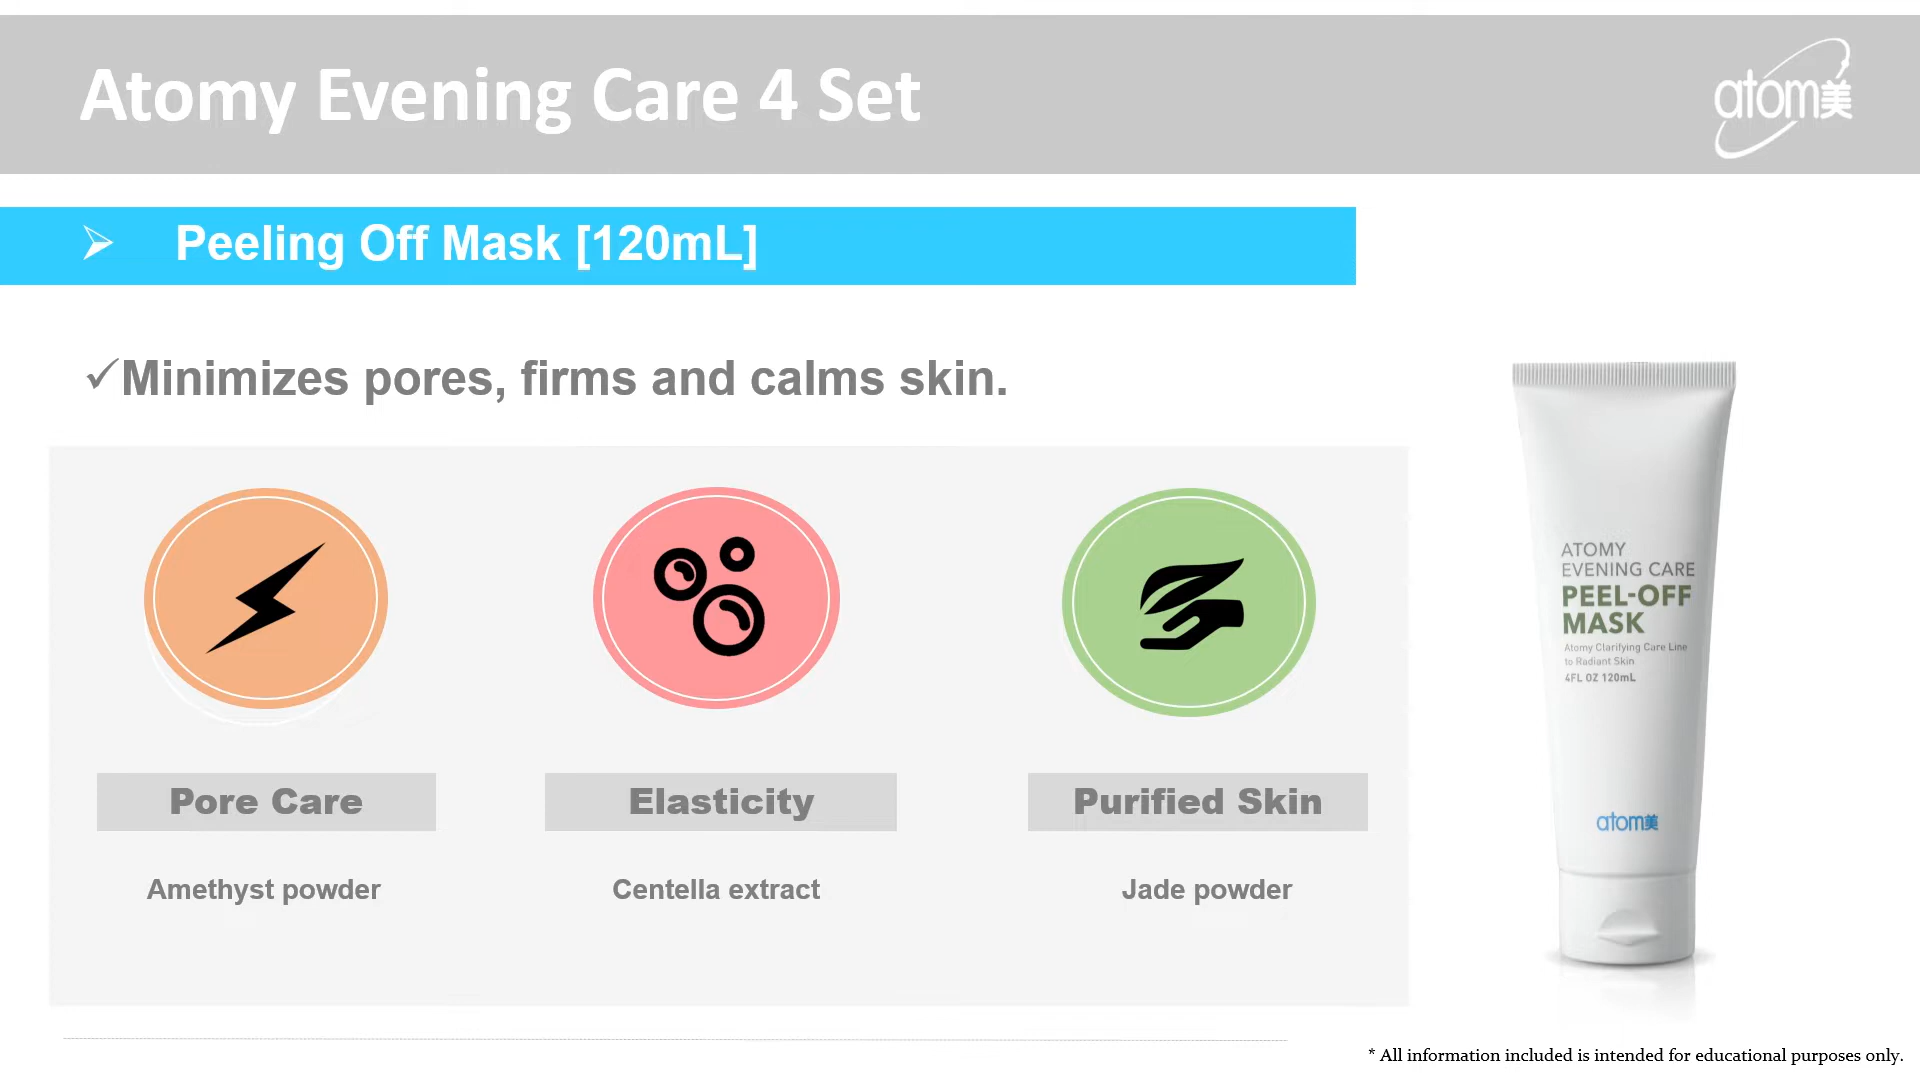 Atomy Evening Care 4 Set
atom美
Peeling Off Mask [120mL]
Minimizes pores, firms and calms skin.
Pore Care
Elasticity
Purified Skin
Amethyst powder
Centella extract
Jade powder
ATOMY
EVENING CARE
PEEL-OFF
MASK
Atomy Clarifying Care Line
to Radiant Skin
4FL OZ 120mL
atom美
* All information included is intended for educational purposes only.